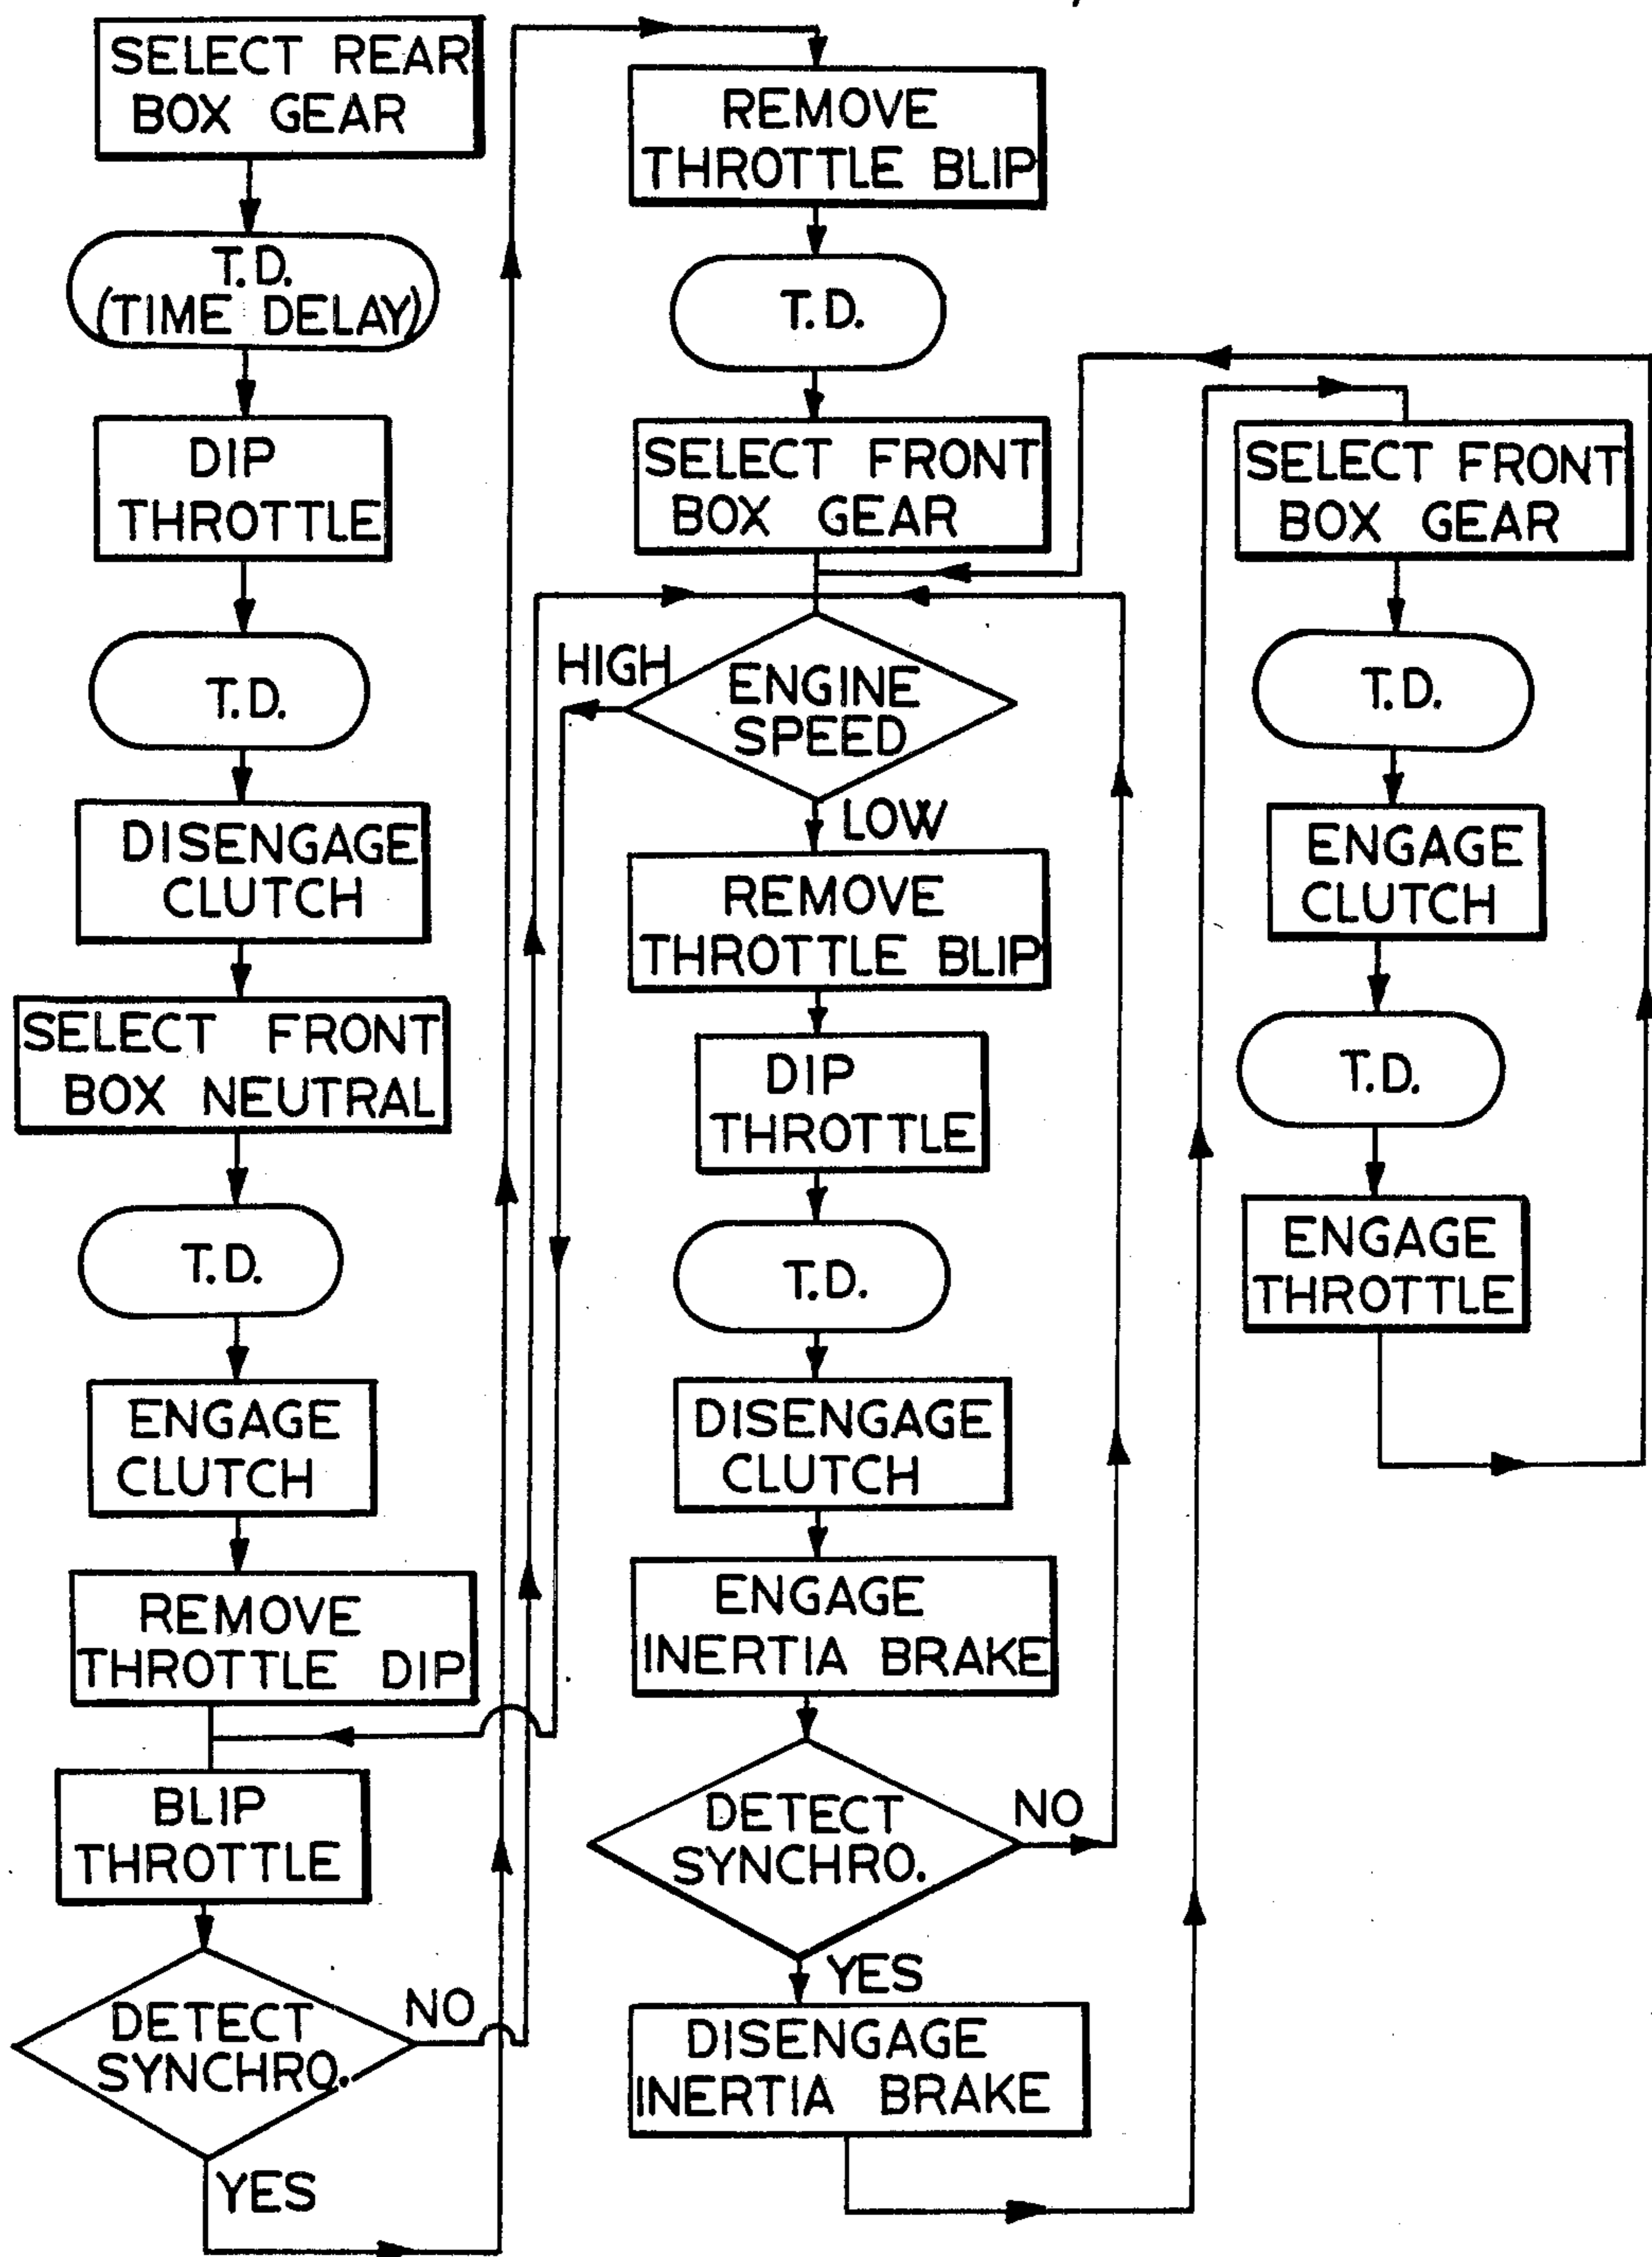 SELECT REAR
BOX GEAR
T.D.
(TIME DELAY)
DIP
THROTTLE
T.D.
DISENGAGE
CLUTCH
SELECT FRONT
BOX NEUTRAL
T.D.
ENGAGE
CLUTCH
REMOVE
THROTTLE DIP
BLIP
THROTTLE
DETECT
SYNCHRO.
NO
YES
REMOVE
THROTTLE BLIP
T.D.
SELECT FRONT
BOX GEAR
ENGINE
SPEED
HIGH
LOW
REMOVE
THROTTLE BLIP
DIP
THROTTLE
T.D.
DISENGAGE
CLUTCH
ENGAGE
INERTIA BRAKE
DETECT
SYNCHRO.
NO
YES
DISENGAGE
INERTIA BRAKE
SELECT FRONT
BOX GEAR
T.D.
ENGAGE
CLUTCH
T.D.
ENGAGE
THROTTLE